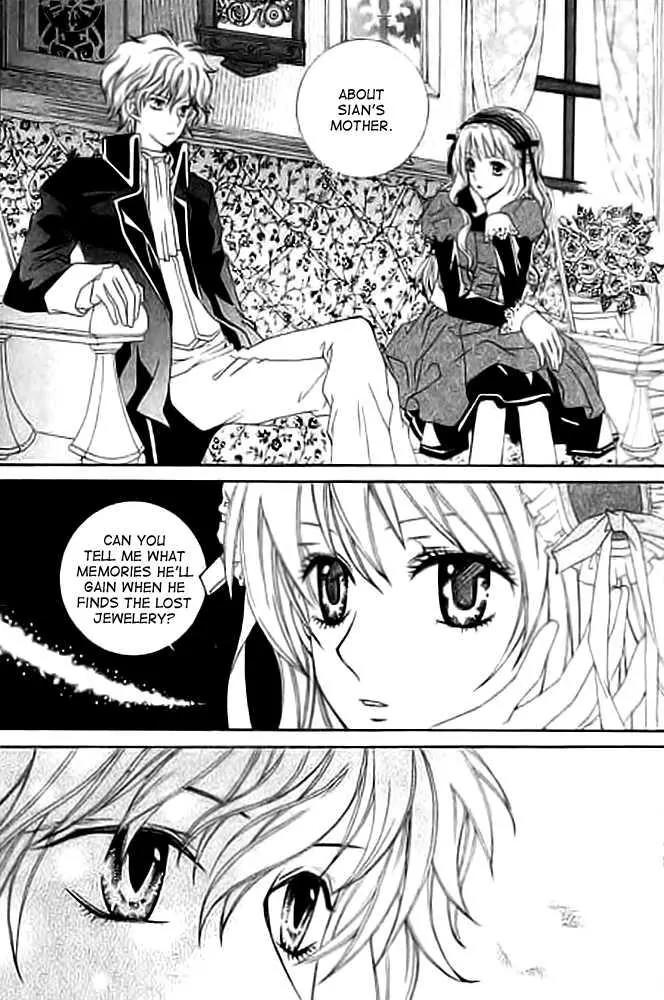 ABOUT
SIAN'S
MOTHER.
CAN YOU
TELL ME WHAT
MEMORIES HE'LL
GAIN WHEN HE
FINDS THE LOST
JEWELERY?